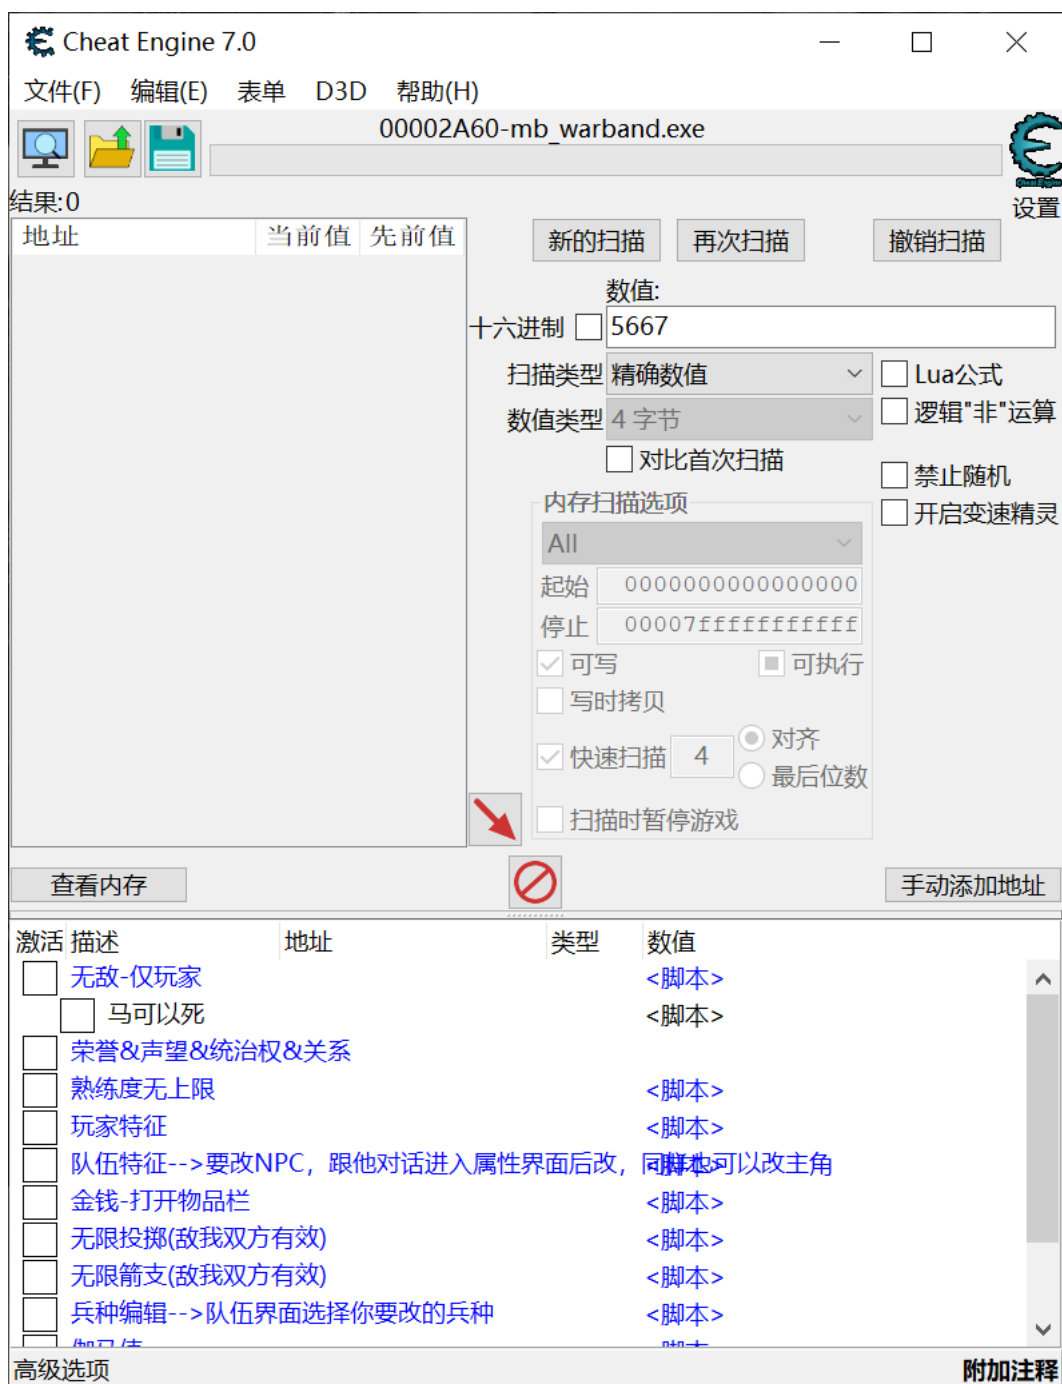 Cheat Engine 7.0
文件(F) 编辑(E) 表单 D3D 帮助(H)
00002A60-mb_warband.exe
Cheat Engine
设置
结果:0
地址 当前值 先前值
新的扫描 再次扫描 撤销扫描
数值:
十六进制 5667
扫描类型 精确数值 Lua公式
数值类型 4 字节 逻辑"非"运算
对比首次扫描
禁止随机
内存扫描选项
开启变速精灵
All
起始 0000000000000000
停止 00007fffffffffff
可写 可执行
写时拷贝
快速扫描 4 对齐
最后位数
扫描时暂停游戏
查看内存 手动添加地址
激活 描述 地址 类型 数值
无敌-仅玩家 <脚本>
马可以死 <脚本>
荣誉&声望&统治权&关系
熟练度无上限 <脚本>
玩家特征 <脚本>
队伍特征-->要改NPC，跟他对话进入属性界面后改，同样也可以改主角 <脚本>
金钱-打开物品栏 <脚本>
无限投掷(敌我双方有效) <脚本>
无限箭支(敌我双方有效) <脚本>
兵种编辑-->队伍界面选择你要改的兵种 <脚本>
高级选项 附加注释